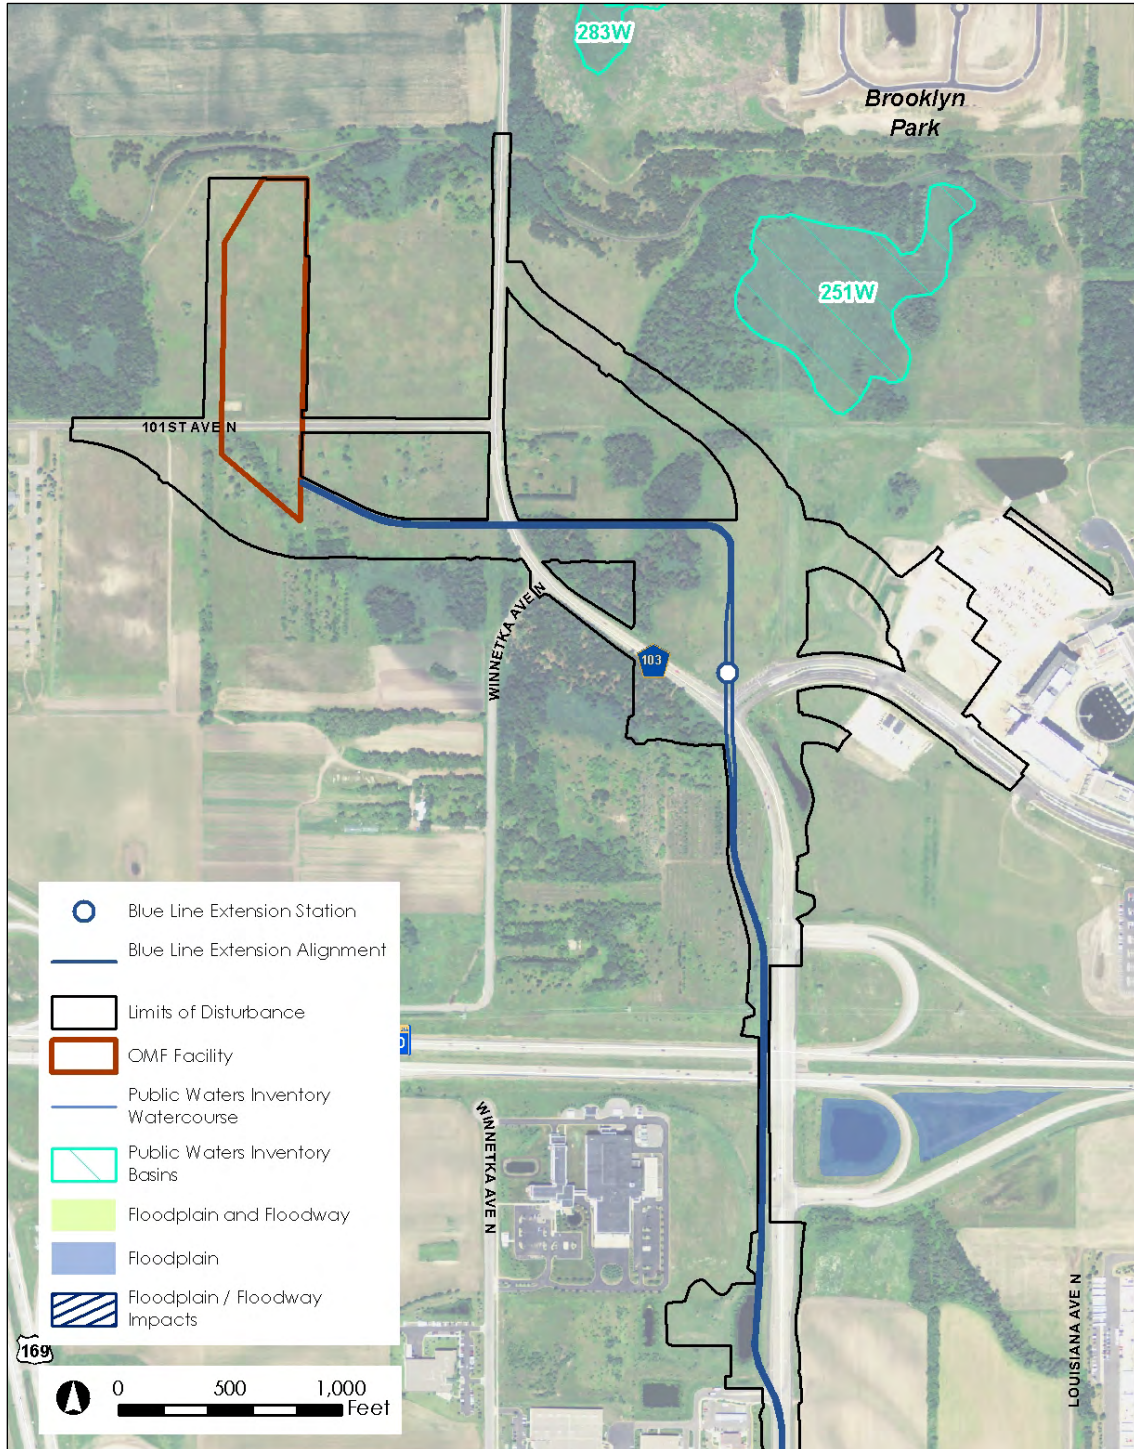 283W
Brooklyn
Park
251W
101ST AVE N
WINNETKA AVE N
103
Blue Line Extension Station
Blue Line Extension Alignment
Limits of Disturbance
OMF Facility
Public Waters Inventory
Watercourse
Public Waters Inventory
Basins
Floodplain and Floodway
Floodplain
Floodplain / Floodway
Impacts
WINNETKA AVE N
LOUISIANA AVE N
169
0 500 1,000
Feet